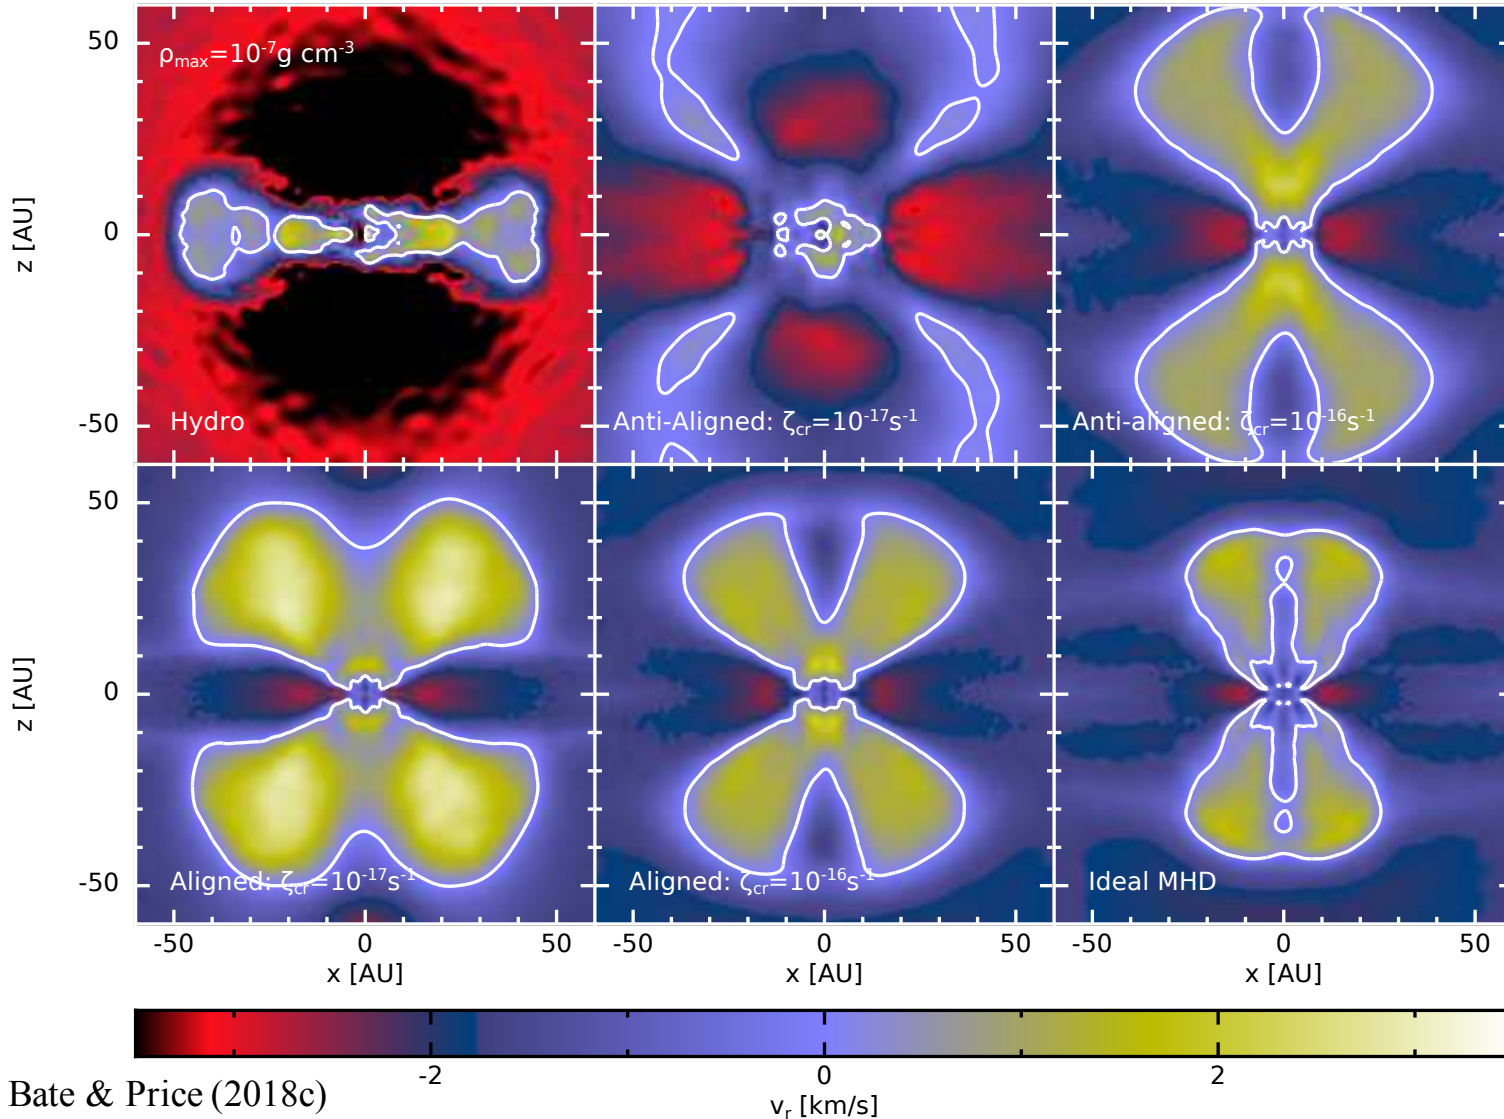 50
ρmax=10-7g cm-3
z [AU]
0
-50
Hydro
Anti-Aligned: ζcr=10-17s-1
Anti-aligned: ζcr=10-16s-1
50
z [AU]
0
-50
Aligned: ζcr=10-17s-1
Aligned: ζcr=10-16s-1
Ideal MHD
-50 0 50 0 50 -50 0 50
x [AU] x [AU] x [AU]
-2 0 2
Bate & Price (2018c)
vr [km/s]